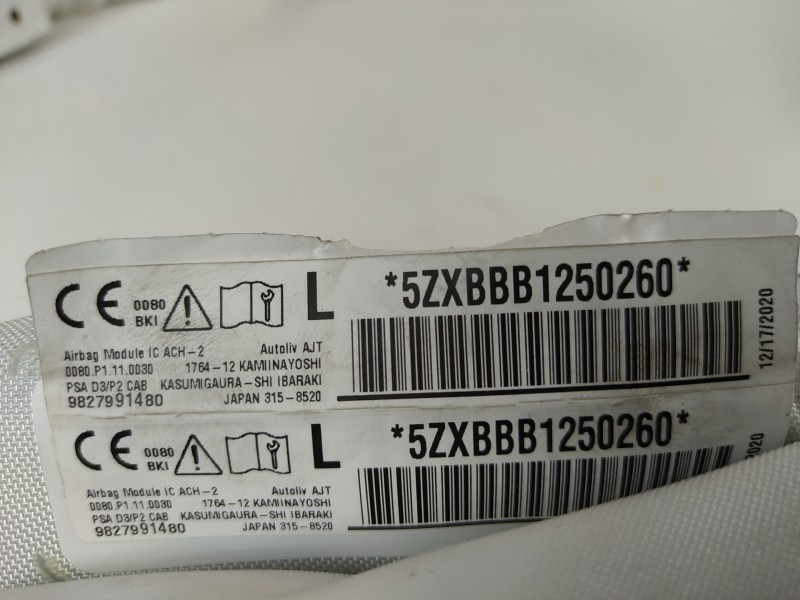 CE 0080 BKI L *5ZXBBB1250260*
Airbag Module IC ACH-2 Autoliv AJT
0080.P1.11.0030 1764-12 KAMIINAYOSHI
PSA D3/P2 CAB KASUMIGAURA-SHI IBARAKI
9827991480 JAPAN 315-8520
12/17/2020
CE 0080 BKI L *5ZXBBB1250260*
Airbag Module IC ACH-2 Autoliv AJT
0080.P1.11.0030 1764-12 KAMIINAYOSHI
PSA D3/P2 CAB KASUMIGAURA-SHI IBARAKI
9827991480 JAPAN 315-8520
2020